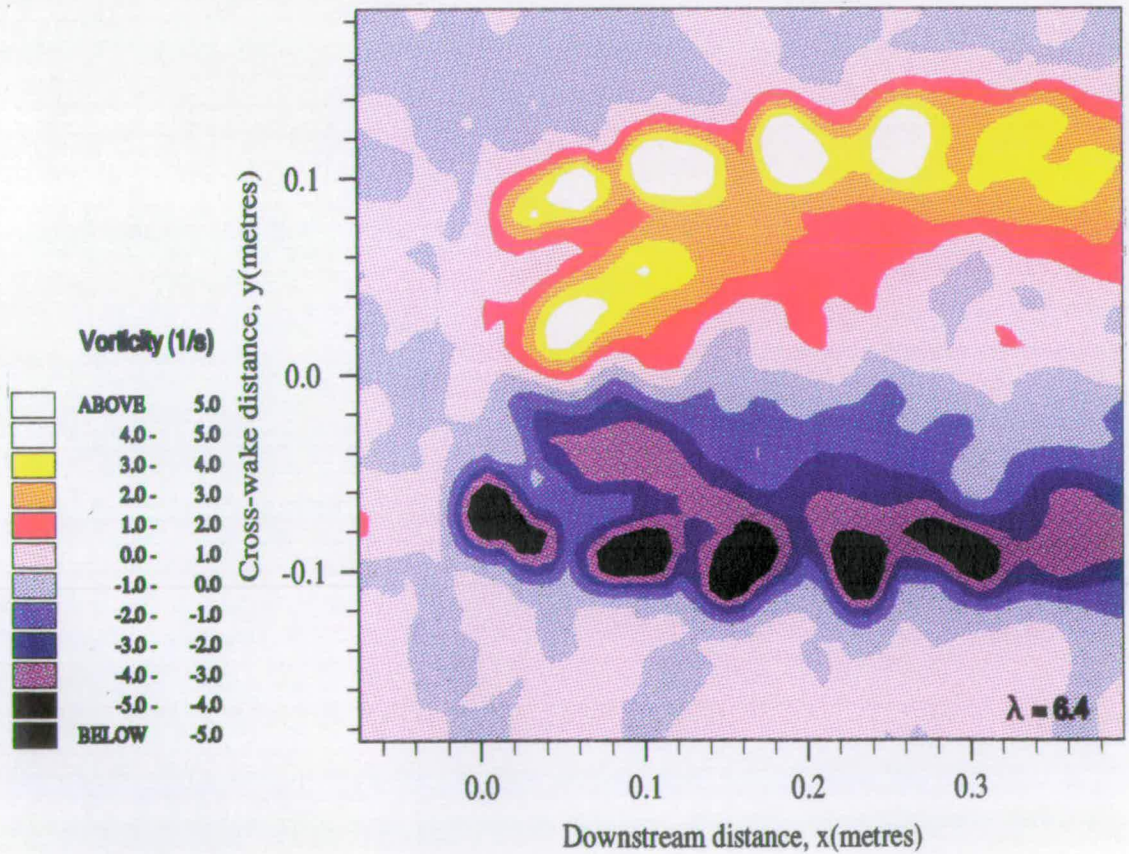 Cross-wake distance, y(metres)
0.1
0.0
-0.1
Vorticity (1/s)
ABOVE 5.0
4.0 - 5.0
3.0 - 4.0
2.0 - 3.0
1.0 - 2.0
0.0 - 1.0
-1.0 - 0.0
-2.0 - -1.0
-3.0 - -2.0
-4.0 - -3.0
-5.0 - -4.0
BELOW -5.0
λ = 6.4
0.0 0.1 0.2 0.3
Downstream distance, x(metres)